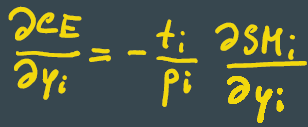 ∂CE/∂yᵢ = - tᵢ/pᵢ ∂SMᵢ/∂yᵢ